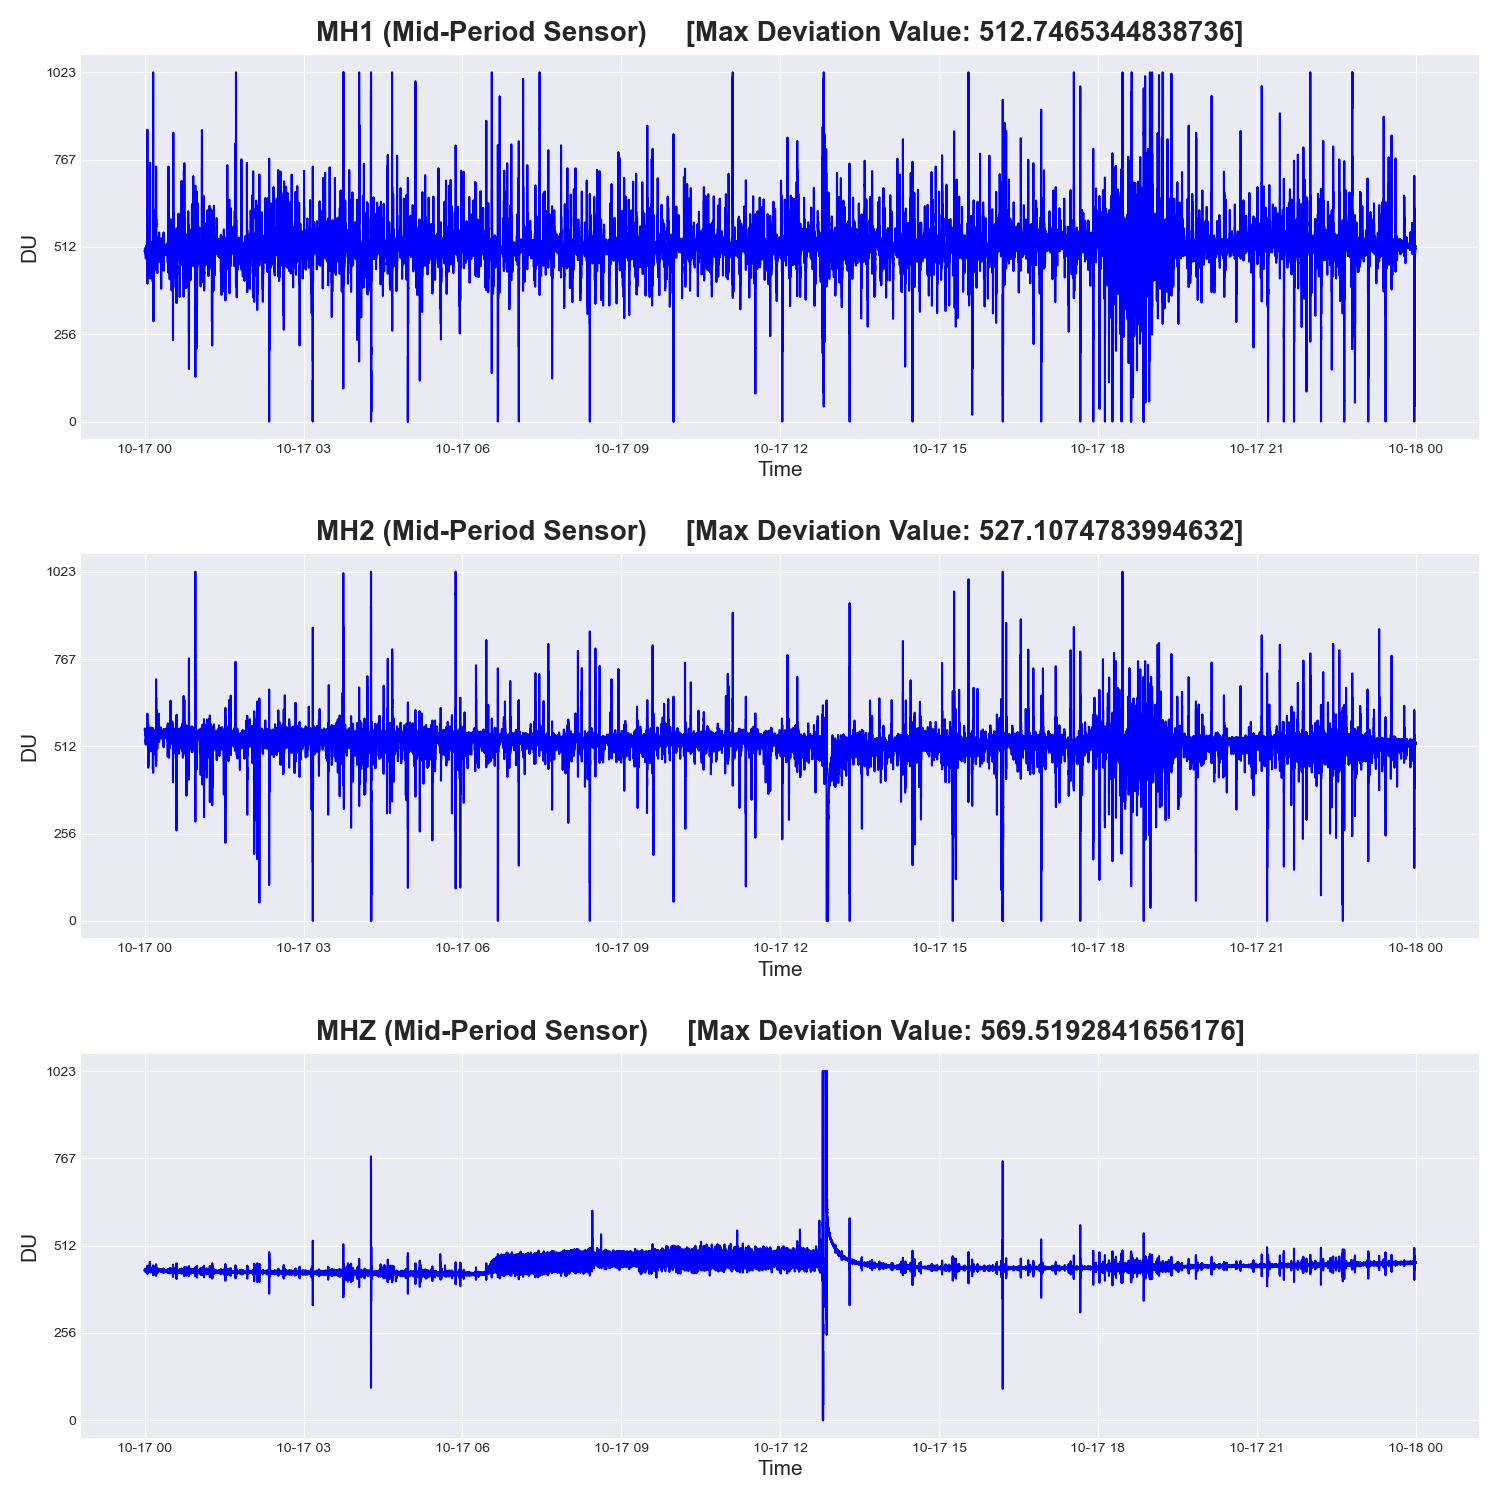 MH1 (Mid-Period Sensor) [Max Deviation Value: 512.7465344838736]
1023
767
512
256
0
DU
10-17 00 10-17 03 10-17 06 10-17 09 10-17 12 10-17 15 10-17 18 10-17 21 10-18 00
Time
MH2 (Mid-Period Sensor) [Max Deviation Value: 527.1074783994632]
1023
767
512
256
0
DU
10-17 00 10-17 03 10-17 06 10-17 09 10-17 12 10-17 15 10-17 18 10-17 21 10-18 00
Time
MHZ (Mid-Period Sensor) [Max Deviation Value: 569.5192841656176]
1023
767
512
256
0
DU
10-17 00 10-17 03 10-17 06 10-17 09 10-17 12 10-17 15 10-17 18 10-17 21 10-18 00
Time